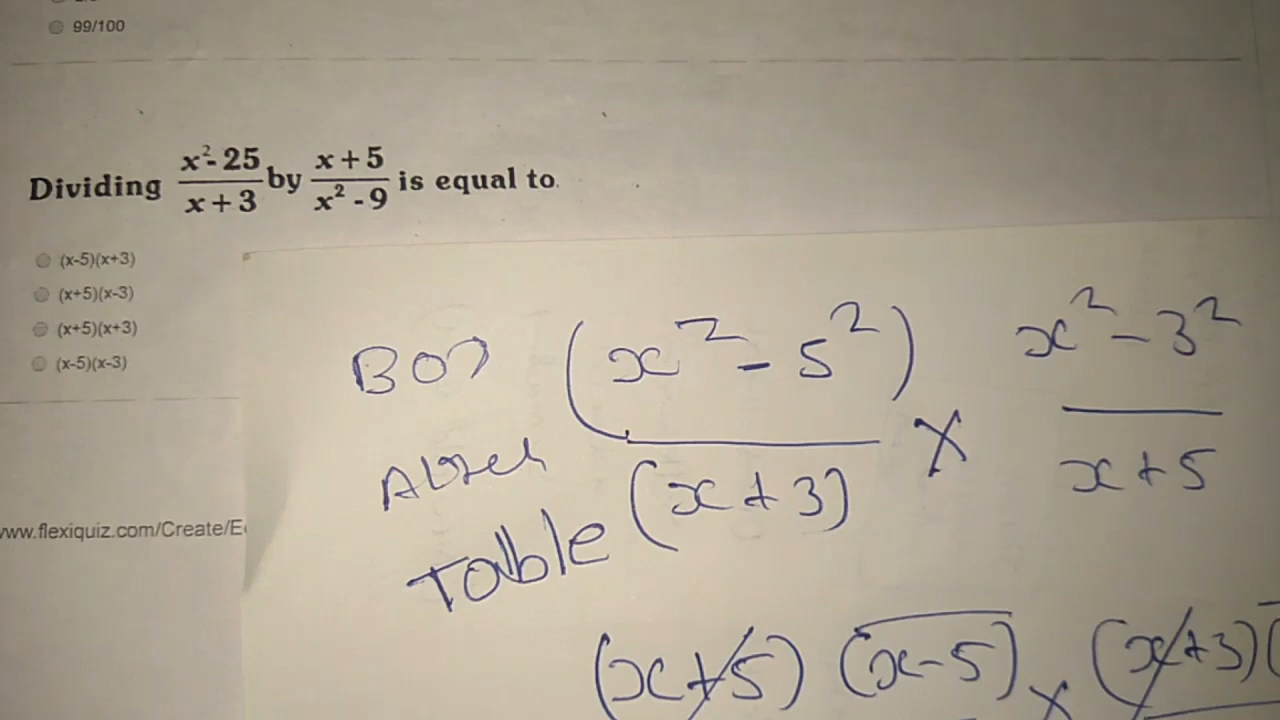 99/100
Dividing x²-25/x+3 by x+5/x²-9 is equal to
(x-5)(x+3)
(x+5)(x-3)
(x+5)(x+3)
(x-5)(x-3)
(x²-5²)/(x+3) × x²-3²/x+5
Table
www.flexiquiz.com/Create/E
(x+5)(x-5) × (x+3)(